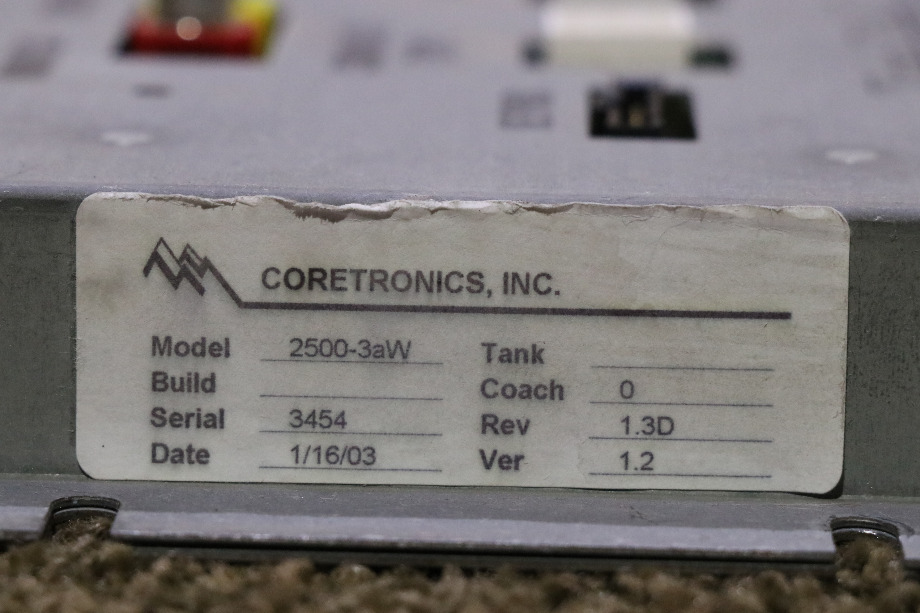 CORETRONICS, INC.
Model 2500-3aW Tank
Build Coach 0
Serial 3454 Rev 1.3D
Date 1/16/03 Ver 1.2